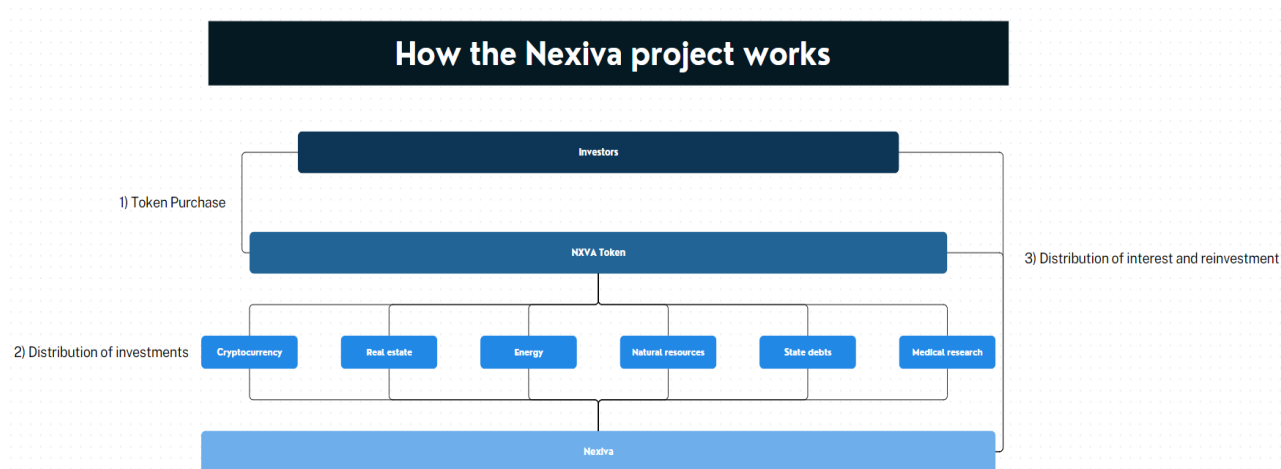 How the Nexiva project works
Investors
1) Token Purchase
NXVA Token
3) Distribution of interest and reinvestment
2) Distribution of investments
Cryptocurrency
Real estate
Energy
Natural resources
State debts
Medical research
Nexiva